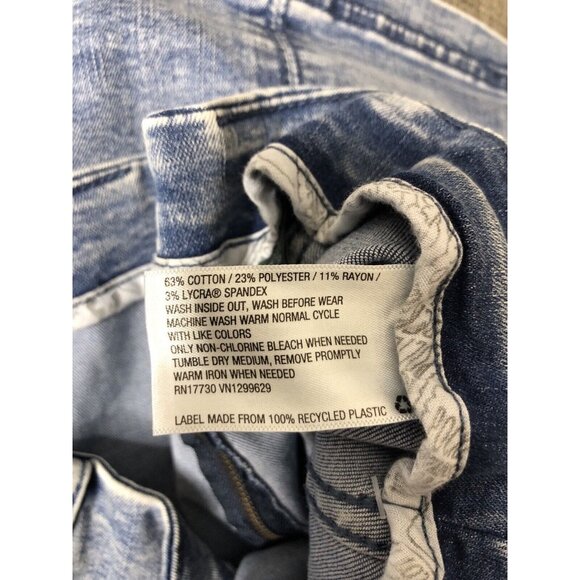 63% COTTON / 23% POLYESTER / 11% RAYON /
3% LYCRA® SPANDEX
WASH INSIDE OUT, WASH BEFORE WEAR
MACHINE WASH WARM NORMAL CYCLE
WITH LIKE COLORS
ONLY NON-CHLORINE BLEACH WHEN NEEDED
TUMBLE DRY MEDIUM, REMOVE PROMPTLY
WARM IRON WHEN NEEDED
RN17730 VN1299629
LABEL MADE FROM 100% RECYCLED PLASTIC